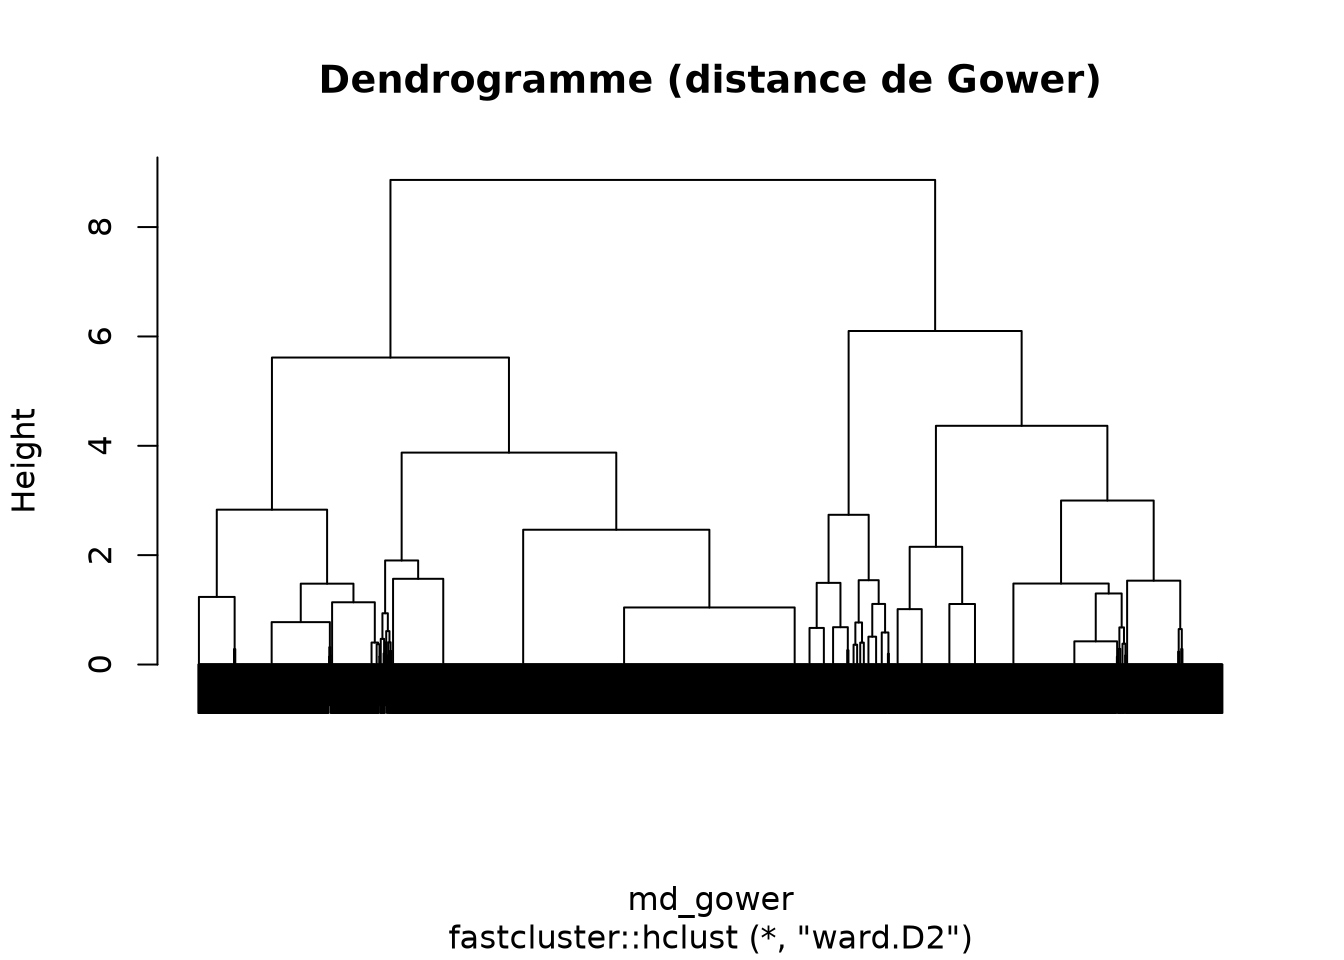 Dendrogramme (distance de Gower)
Height
8
6
4
2
0
md_gower
fastcluster::hclust (*, "ward.D2")